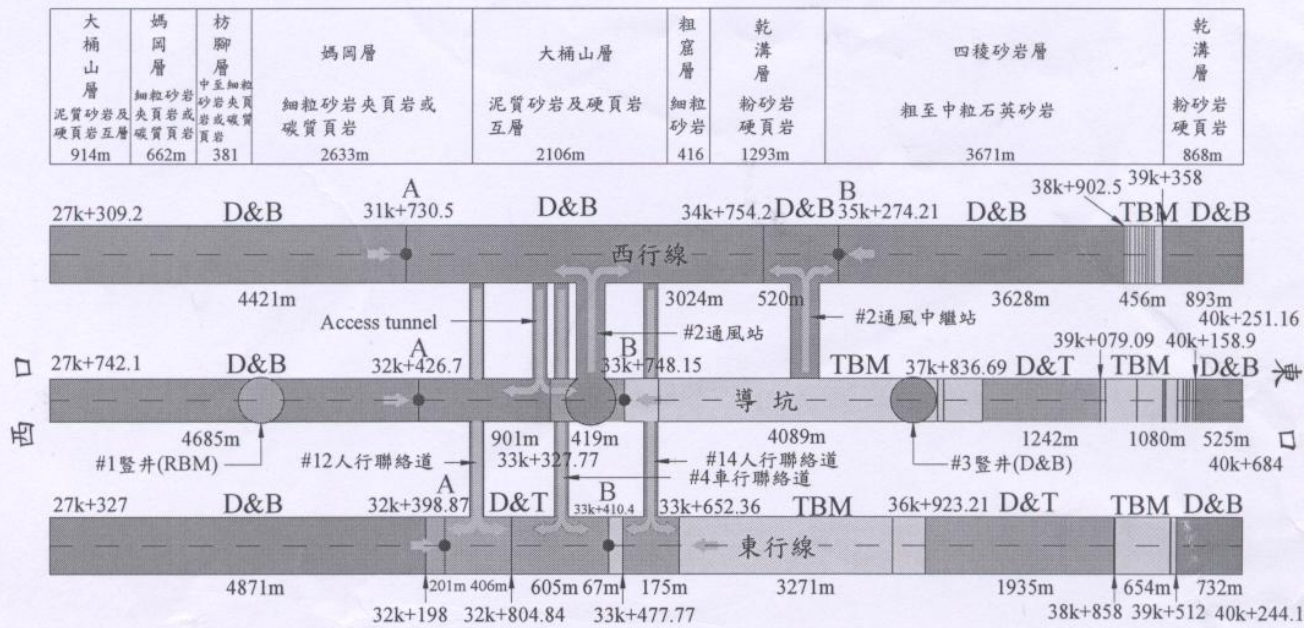 大桶山層
泥質砂岩及
硬頁岩互層
914m
媽岡層
細粒砂岩
夾頁岩或
碳質頁岩
662m
枋腳層
中至細粒
砂岩夾頁
岩或碳質
頁岩
381
媽岡層
細粒砂岩夾頁岩或
碳質頁岩
2633m
大桶山層
泥質砂岩及硬頁岩
互層
2106m
粗窟層
細粒
砂岩
416
乾溝層
粉砂岩
硬頁岩
1293m
四稜砂岩層
粗至中粒石英砂岩
3671m
乾溝層
粉砂岩
硬頁岩
868m
27k+309.2
D&B
A
31k+730.5
D&B
34k+754.2
D&B
B
35k+274.21
D&B
38k+902.5
39k+358
TBM
D&B
西行線
4421m
3024m
520m
3628m
456m
893m
40k+251.16
Access tunnel
#2通風站
#2通風中繼站
西口
東口
27k+742.1
D&B
A
32k+426.7
B
33k+748.15
TBM
37k+836.69
D&T
39k+079.09
TBM
40k+158.9
D&B
導坑
4685m
901m
419m
4089m
1242m
1080m
525m
40k+684
#1豎井(RBM)
#12人行聯絡道
33k+327.77
#14人行聯絡道
#4車行聯絡道
#3豎井(D&B)
27k+327
D&B
A
32k+398.87
D&T
B
33k+410.4
33k+652.36
TBM
36k+923.21
D&T
TBM
D&B
東行線
4871m
201m
406m
605m
67m
175m
3271m
1935m
654m
732m
32k+198
32k+804.84
33k+477.77
38k+858
39k+512
40k+244.1